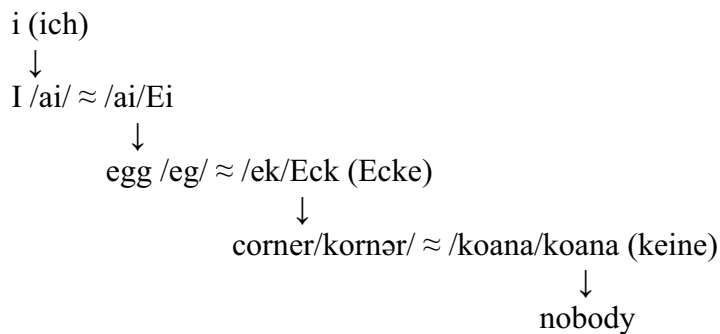 i (ich)
↓
I /ai/ ≈ /ai/Ei
↓
egg /eg/ ≈ /ek/Eck (Ecke)
↓
corner/kornər/ ≈ /koana/koana (keine)
↓
nobody